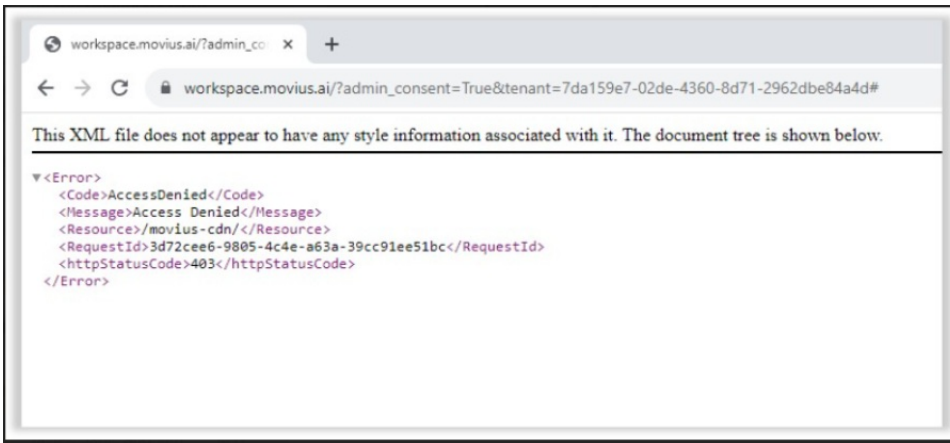 workspace.movius.ai/?admin_co
workspace.movius.ai/?admin_consent=True&tenant=7da159e7-02de-4360-8d71-2962dbe84a4d#
This XML file does not appear to have any style information associated with it. The document tree is shown below.
▼<Error>
<Code>AccessDenied</Code>
<Message>Access Denied</Message>
<Resource>/movius-cdn/</Resource>
<RequestId>3d72cee6-9805-4c4e-a63a-39cc91ee51bc</RequestId>
<httpStatusCode>403</httpStatusCode>
</Error>